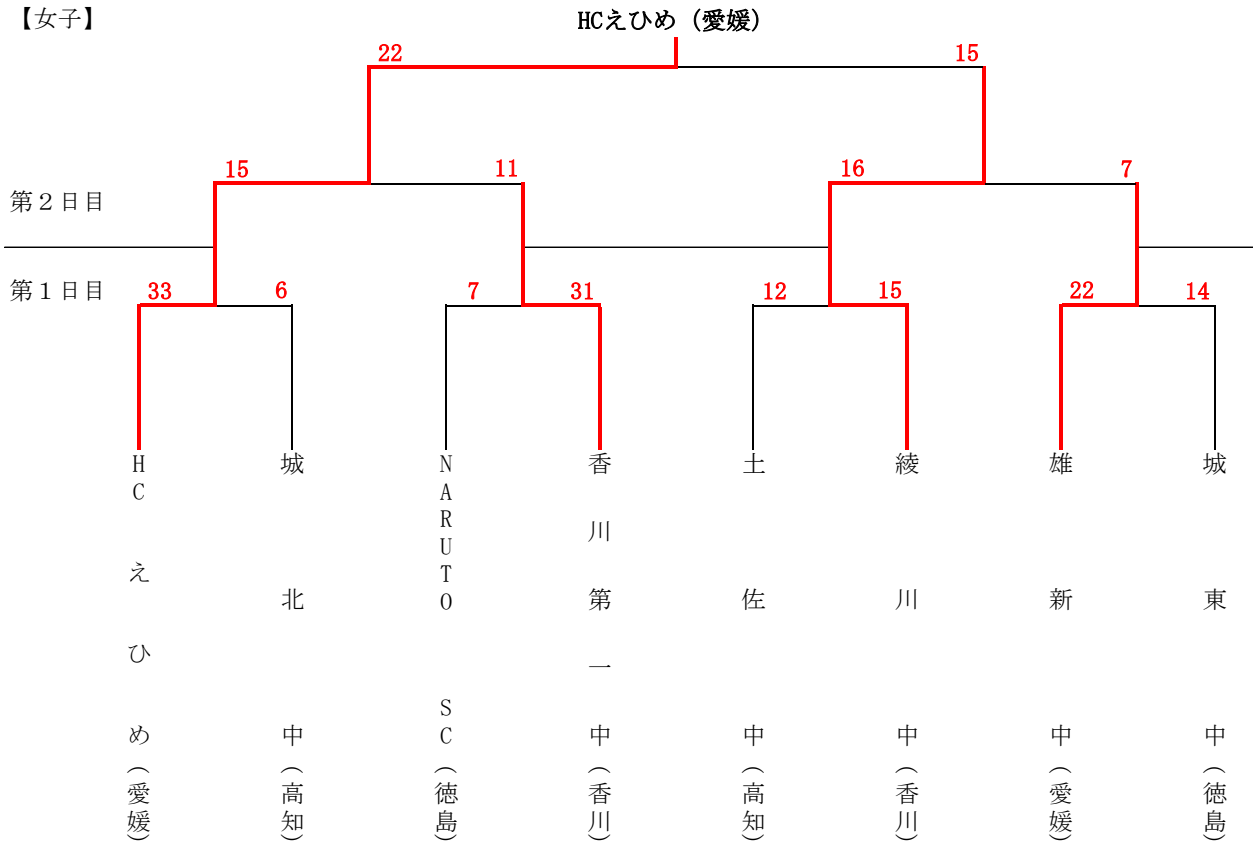 【女子】
HCえひめ（愛媛）
22
15
15
11
16
7
第２日目
第１日目
33
6
7
31
12
15
22
14
HCえひめ（愛媛）
城北中（高知）
NARUTO SC（徳島）
香川第一中（香川）
土佐中（高知）
綾川中（香川）
雄新中（愛媛）
城東中（徳島）